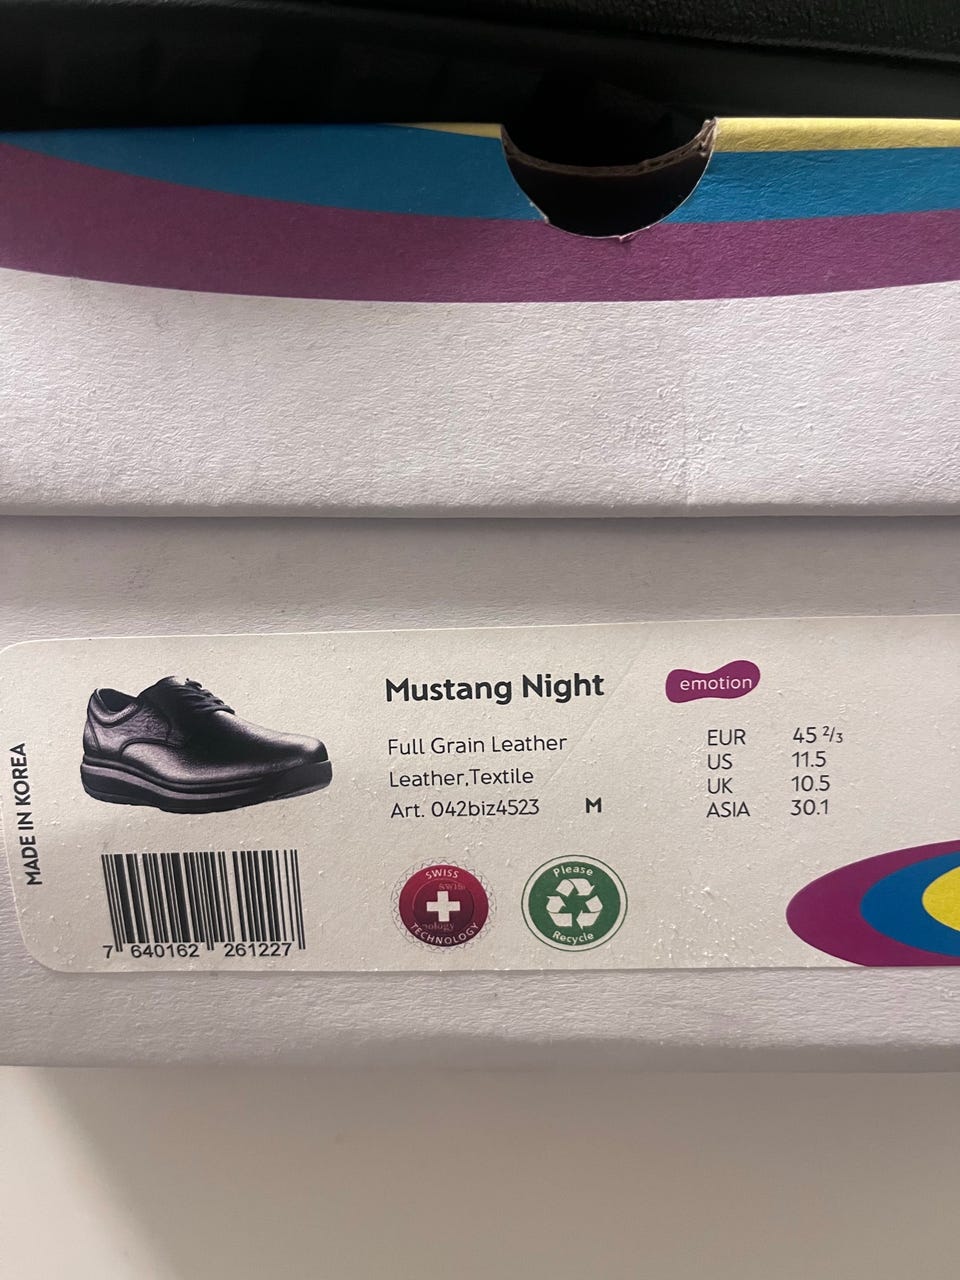 MADE IN KOREA
Mustang Night
emotion
Full Grain Leather
Leather,Textile
Art. 042biz4523 M
EUR 45 2/3
US 11.5
UK 10.5
ASIA 30.1
7 640162 261227
SWISS
TECHNOLOGY
Please
Recycle